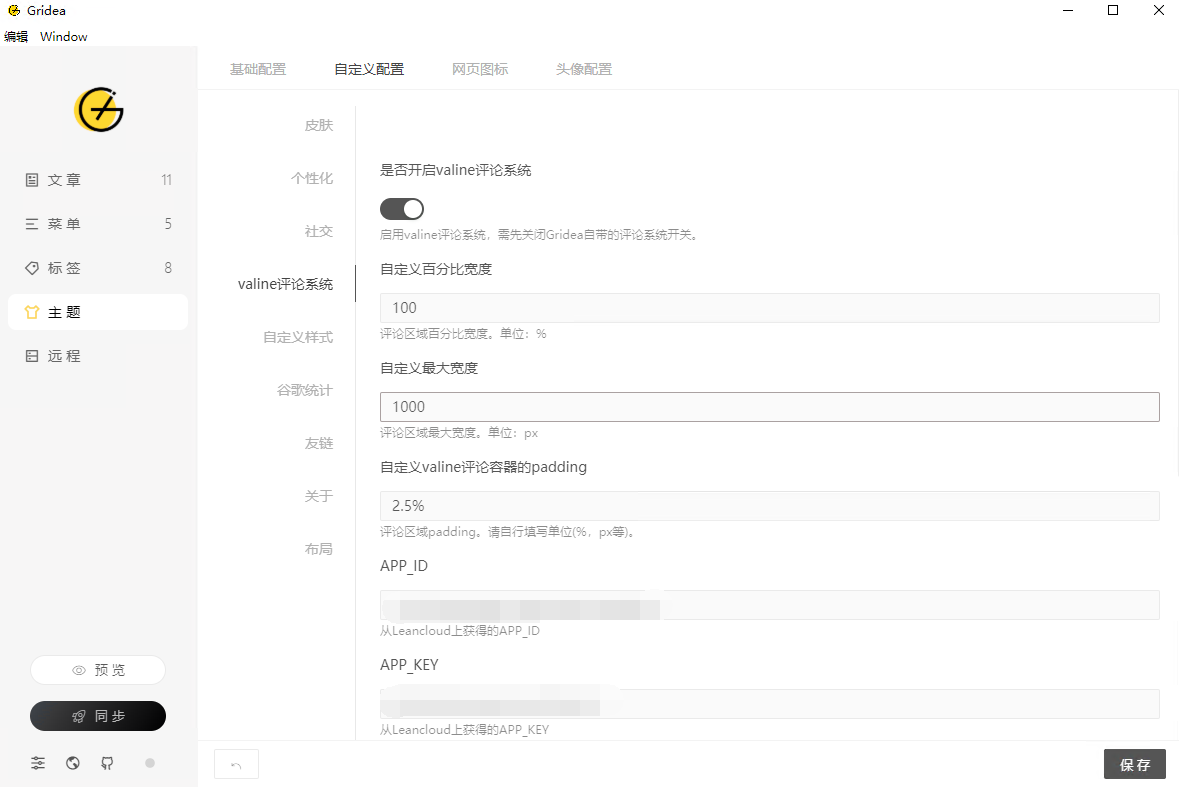 Gridea
编辑 Window
文章 11
菜单 5
标签 8
主题
远程
预览
同步
基础配置 自定义配置 网页图标 头像配置
皮肤
个性化
社交
valine评论系统
自定义样式
谷歌统计
友链
关于
布局
是否开启valine评论系统
启用valine评论系统，需先关闭Gridea自带的评论系统开关。
自定义百分比宽度
100
评论区域百分比宽度。单位：%
自定义最大宽度
1000
评论区域最大宽度。单位：px
自定义valine评论容器的padding
2.5%
评论区域padding。请自行填写单位(%，px等)。
APP_ID
从Leancloud上获得的APP_ID
APP_KEY
从Leancloud上获得的APP_KEY
保存